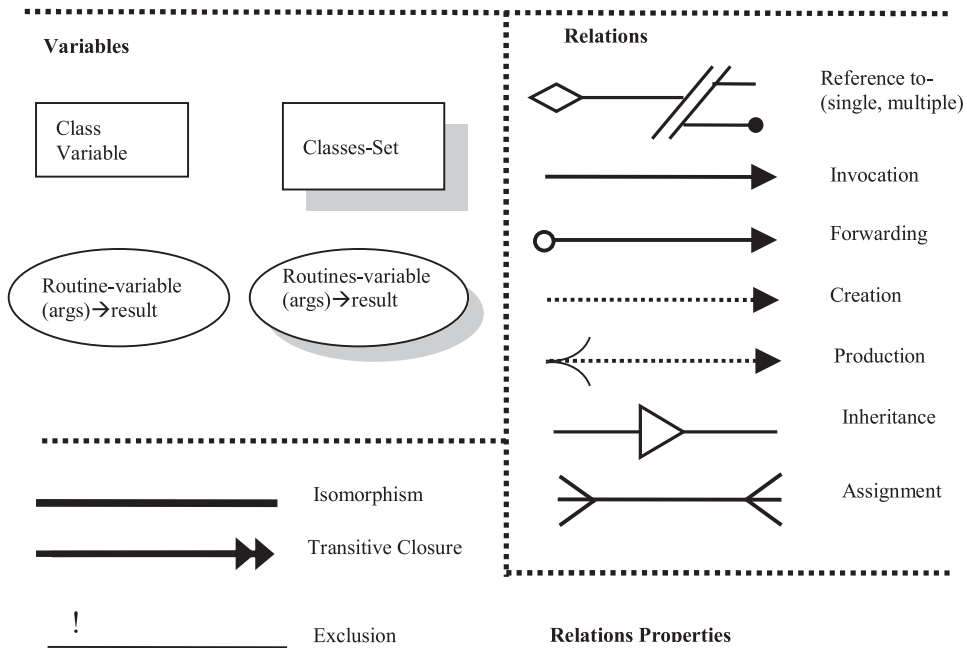 Variables
Class
Variable
Classes-Set
Routine-variable
(args)→result
Routines-variable
(args)→result
Relations
Reference to-
(single, multiple)
Invocation
Forwarding
Creation
Production
Inheritance
Assignment
Isomorphism
Transitive Closure
!
Exclusion
Relations Properties